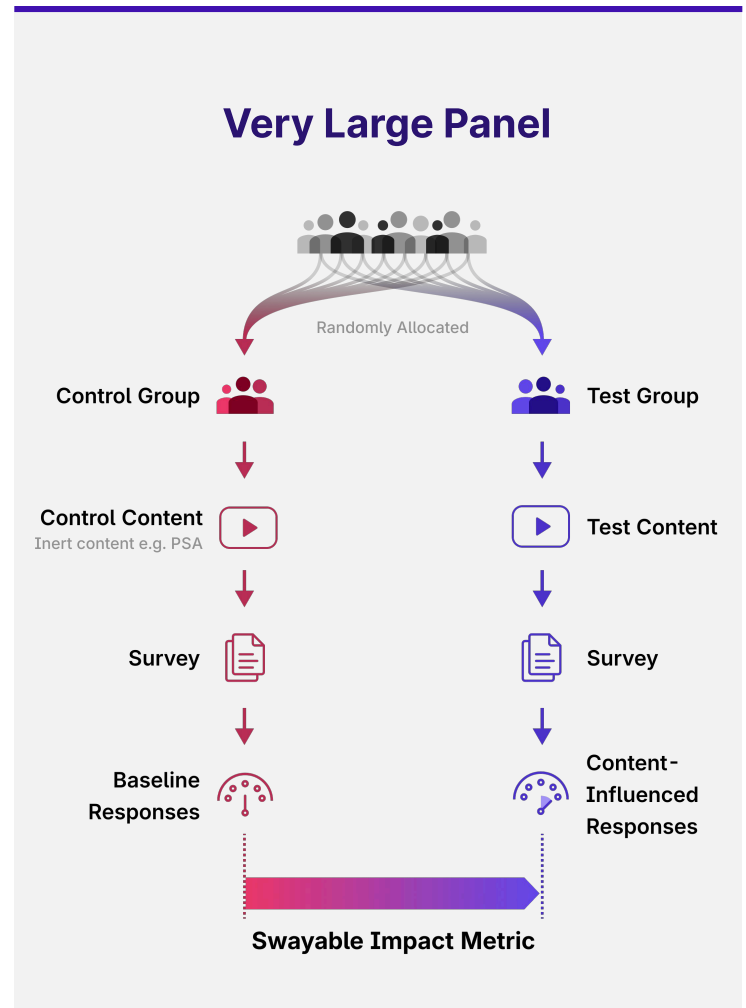 Very Large Panel
Randomly Allocated
Control Group
Test Group
Control Content
Inert content e.g. PSA
Test Content
Survey
Survey
Baseline
Responses
Content-
Influenced
Responses
Swayable Impact Metric